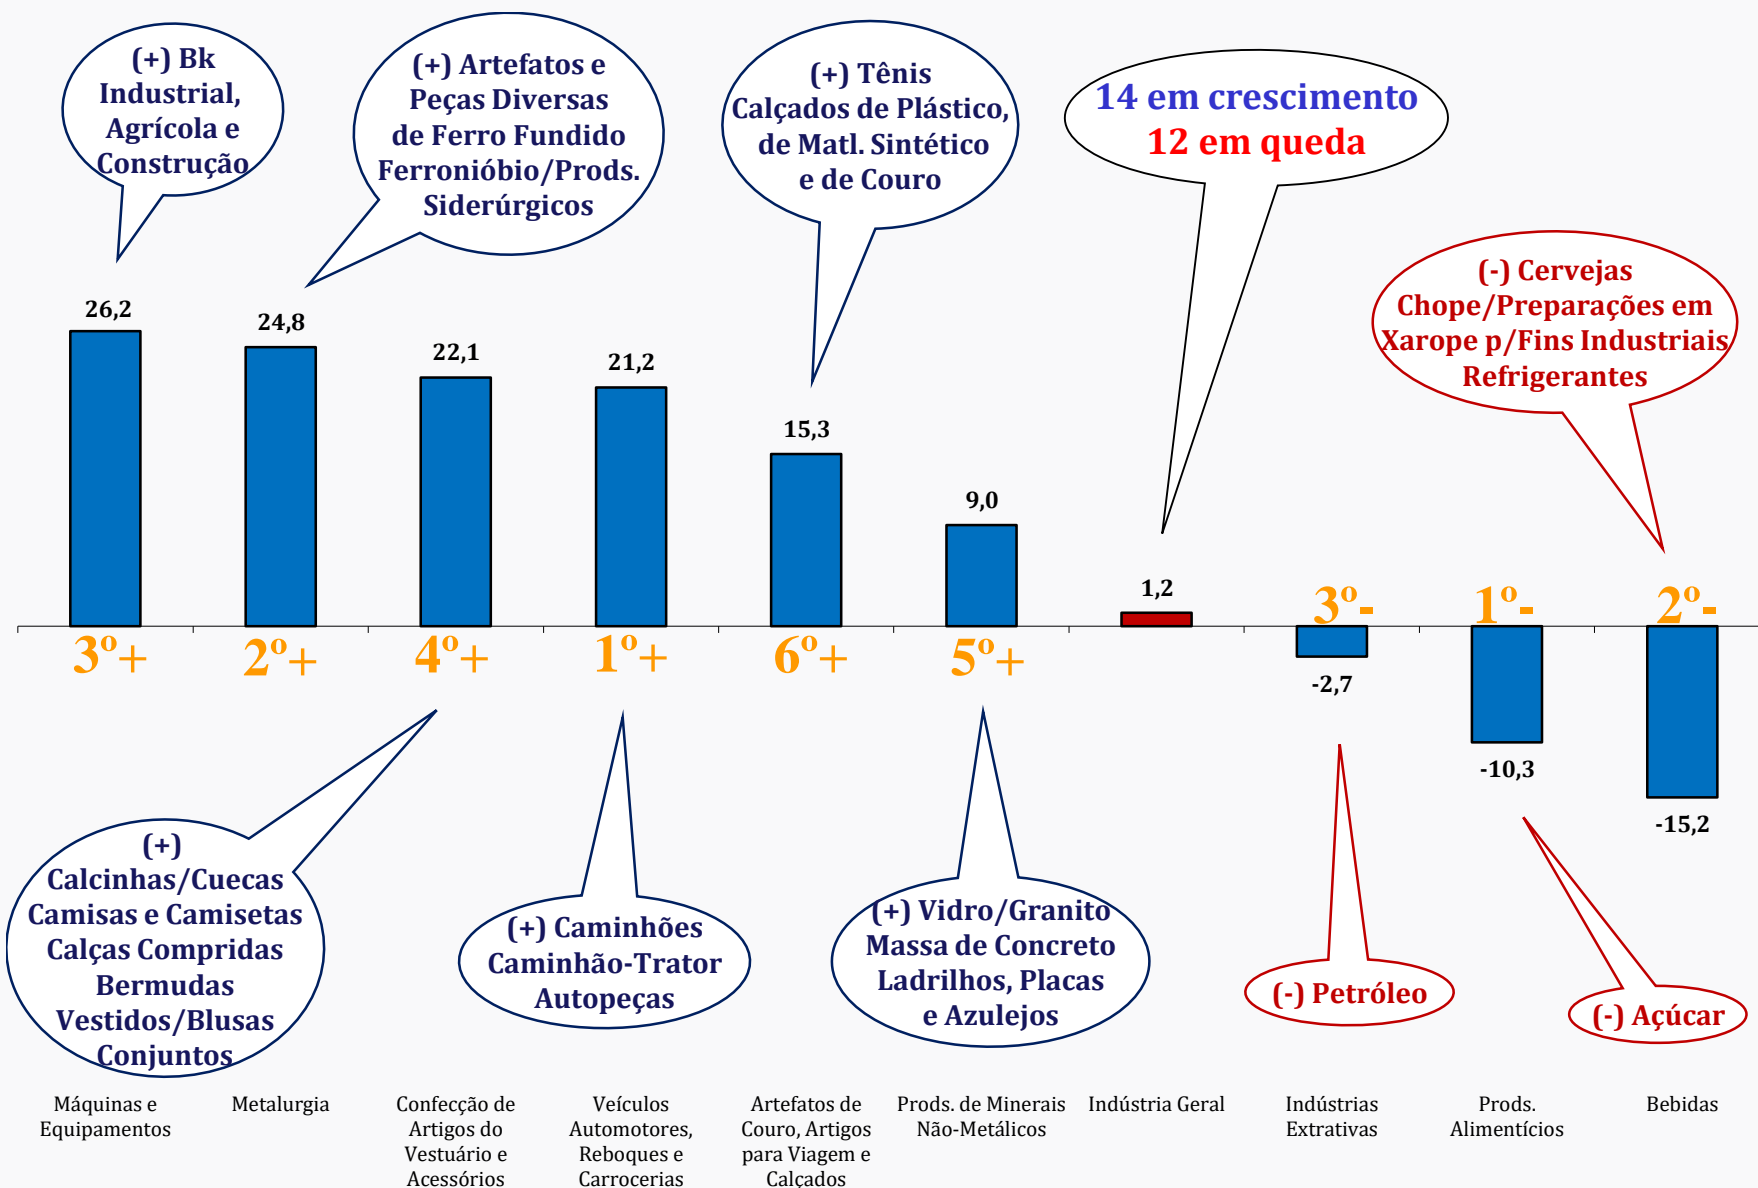 (+) Bk
Industrial,
Agrícola e
Construção
(+) Artefatos e
Peças Diversas
de Ferro Fundido
Ferronióbio/Prods.
Siderúrgicos
(+) Tênis
Calçados de Plástico,
de Matl. Sintético
e de Couro
14 em crescimento
12 em queda
(-) Cervejas
Chope/Preparações em
Xarope p/Fins Industriais
Refrigerantes
26,2
24,8
22,1
21,2
15,3
9,0
1,2
3º-
1º-
2º-
3º+
2º+
4º+
1º+
6º+
5º+
-2,7
-10,3
-15,2
(+)
Calcinhas/Cuecas
Camisas e Camisetas
Calças Compridas
Bermudas
Vestidos/Blusas
Conjuntos
(+) Caminhões
Caminhão-Trator
Autopeças
(+) Vidro/Granito
Massa de Concreto
Ladrilhos, Placas
e Azulejos
(-) Petróleo
(-) Açúcar
Máquinas e
Equipamentos
Metalurgia
Confecção de
Artigos do
Vestuário e
Acessórios
Veículos
Automotores,
Reboques e
Carrocerias
Artefatos de
Couro, Artigos
para Viagem e
Calçados
Prods. de Minerais
Não-Metálicos
Indústria Geral
Indústrias
Extrativas
Prods.
Alimentícios
Bebidas